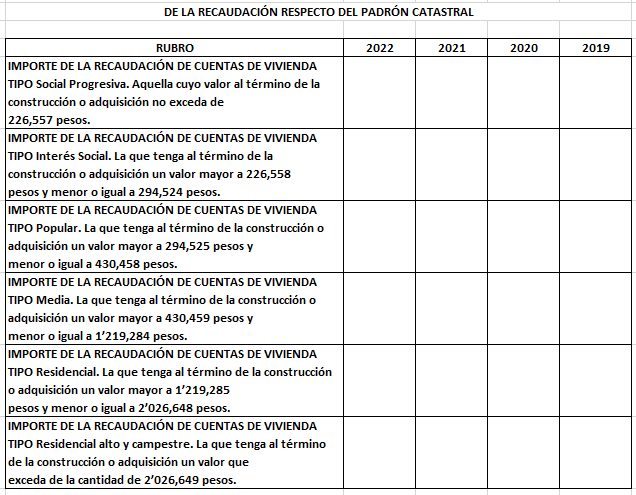 DE LA RECAUDACIÓN RESPECTO DEL PADRÓN CATASTRAL
RUBRO 2022 2021 2020 2019
IMPORTE DE LA RECAUDACIÓN DE CUENTAS DE VIVIENDA
TIPO Social Progresiva. Aquella cuyo valor al término de la
construcción o adquisición no exceda de
226,557 pesos.
IMPORTE DE LA RECAUDACIÓN DE CUENTAS DE VIVIENDA
TIPO Interés Social. La que tenga al término de la
construcción o adquisición un valor mayor a 226,558
pesos y menor o igual a 294,524 pesos.
IMPORTE DE LA RECAUDACIÓN DE CUENTAS DE VIVIENDA
TIPO Popular. La que tenga al término de la construcción o
adquisición un valor mayor a 294,525 pesos y
menor o igual a 430,458 pesos.
IMPORTE DE LA RECAUDACIÓN DE CUENTAS DE VIVIENDA
TIPO Media. La que tenga al término de la construcción o
adquisición un valor mayor a 430,459 pesos y
menor o igual a 1’219,284 pesos.
IMPORTE DE LA RECAUDACIÓN DE CUENTAS DE VIVIENDA
TIPO Residencial. La que tenga al término de la construcción
o adquisición un valor mayor a 1’219,285
pesos y menor o igual a 2’026,648 pesos.
IMPORTE DE LA RECAUDACIÓN DE CUENTAS DE VIVIENDA
TIPO Residencial alto y campestre. La que tenga al término
de la construcción o adquisición un valor que
exceda de la cantidad de 2’026,649 pesos.